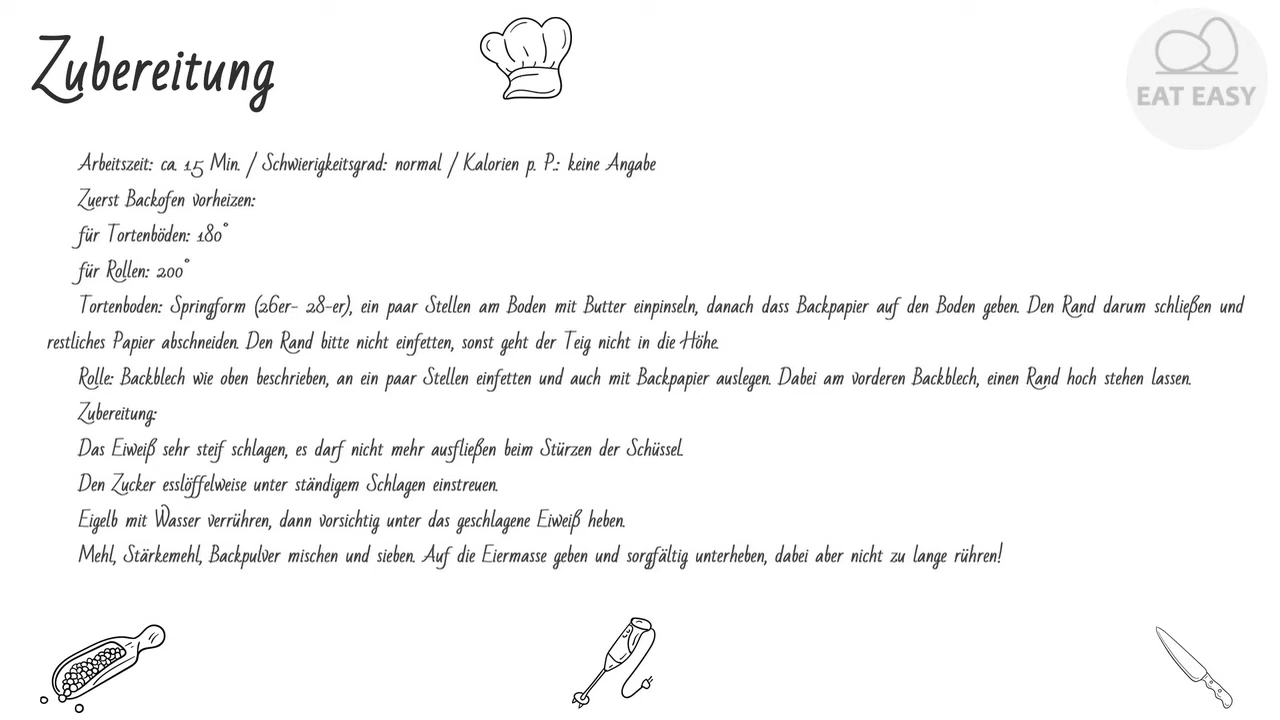 Zubereitung
EAT EASY
Arbeitszeit: ca. 15 Min. / Schwierigkeitsgrad: normal / Kalorien p. P.: keine Angabe
Zuerst Backofen vorheizen:
für Tortenböden: 180°
für Rollen: 200°
Tortenboden: Springform (26er- 28-er), ein paar Stellen am Boden mit Butter einpinseln, danach dass Backpapier auf den Boden geben. Den Rand darum schließen und
restliches Papier abschneiden. Den Rand bitte nicht einfetten, sonst geht der Teig nicht in die Höhe.
Rolle: Backblech wie oben beschrieben, an ein paar Stellen einfetten und auch mit Backpapier auslegen. Dabei am vorderen Backblech, einen Rand hoch stehen lassen.
Zubereitung:
Das Eiweiß sehr steif schlagen, es darf nicht mehr ausfließen beim Stürzen der Schüssel.
Den Zucker esslöffelweise unter ständigem Schlagen einstreuen.
Eigelb mit Wasser verrühren, dann vorsichtig unter das geschlagene Eiweiß heben.
Mehl, Stärkemehl, Backpulver mischen und sieben. Auf die Eiermasse geben und sorgfältig unterheben, dabei aber nicht zu lange rühren!